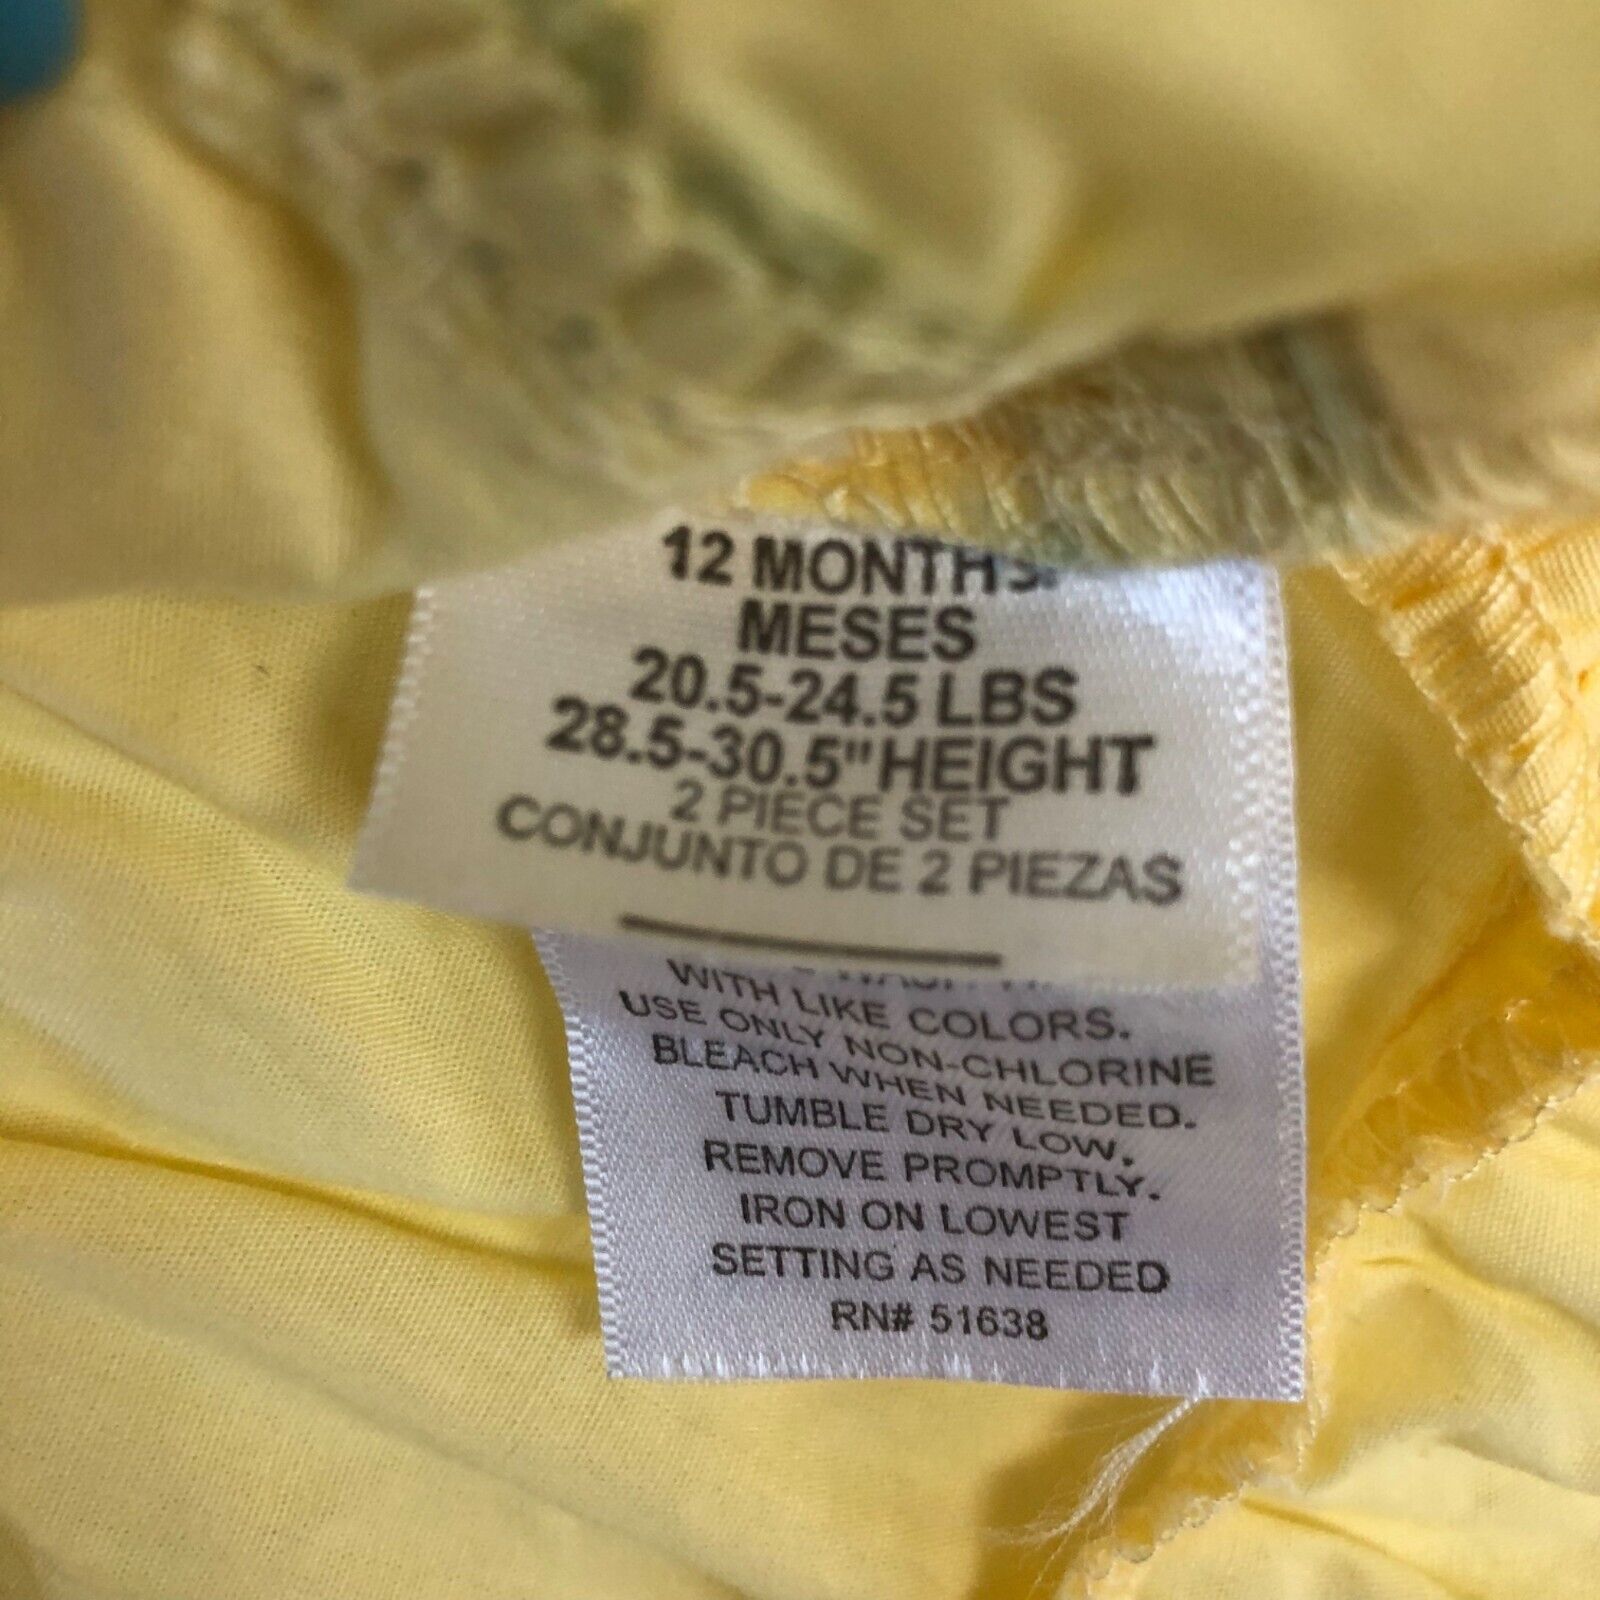 12 MONTHS
MESES
20.5-24.5 LBS
28.5-30.5" HEIGHT
2 PIECE SET
CONJUNTO DE 2 PIEZAS
WITH LIKE COLORS.
USE ONLY NON-CHLORINE
BLEACH WHEN NEEDED.
TUMBLE DRY LOW.
REMOVE PROMPTLY.
IRON ON LOWEST
SETTING AS NEEDED
RN# 51638